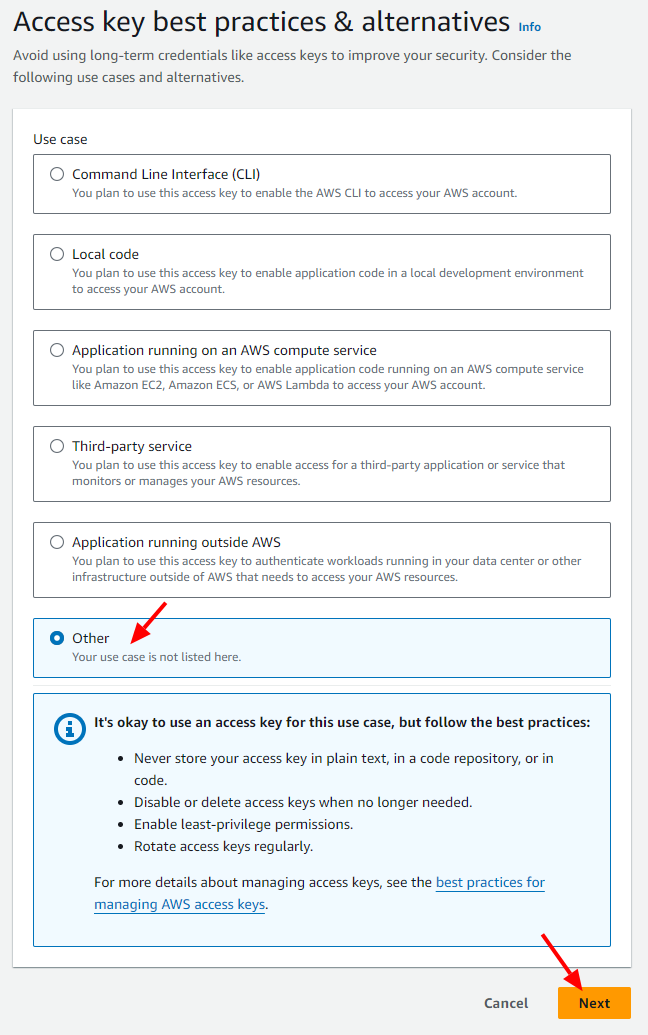 Access key best practices & alternatives Info
Avoid using long-term credentials like access keys to improve your security. Consider the
following use cases and alternatives.
Use case
Command Line Interface (CLI)
You plan to use this access key to enable the AWS CLI to access your AWS account.
Local code
You plan to use this access key to enable application code in a local development environment
to access your AWS account.
Application running on an AWS compute service
You plan to use this access key to enable application code running on an AWS compute service
like Amazon EC2, Amazon ECS, or AWS Lambda to access your AWS account.
Third-party service
You plan to use this access key to enable access for a third-party application or service that
monitors or manages your AWS resources.
Application running outside AWS
You plan to use this access key to authenticate workloads running in your data center or other
infrastructure outside of AWS that needs to access your AWS resources.
Other
Your use case is not listed here.
It's okay to use an access key for this use case, but follow the best practices:
• Never store your access key in plain text, in a code repository, or in
code.
• Disable or delete access keys when no longer needed.
• Enable least-privilege permissions.
• Rotate access keys regularly.
For more details about managing access keys, see the best practices for
managing AWS access keys.
Cancel Next